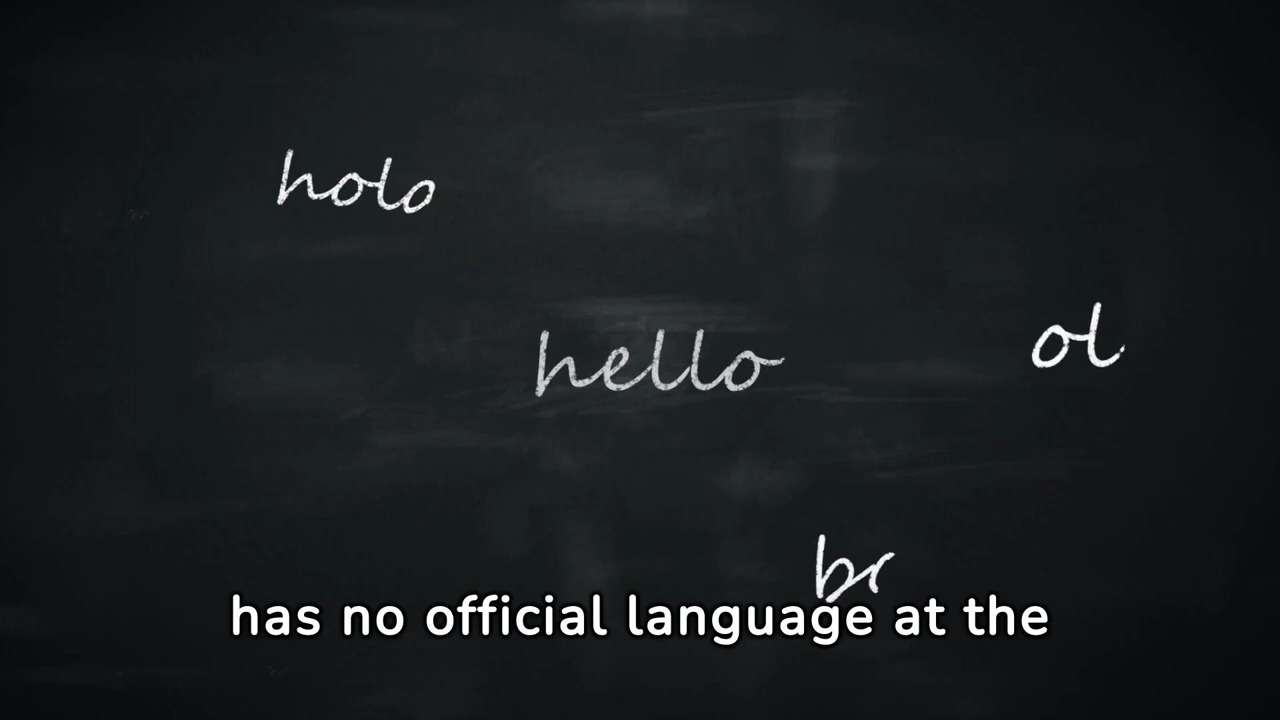 holo
hello
ol
br
has no official language at the